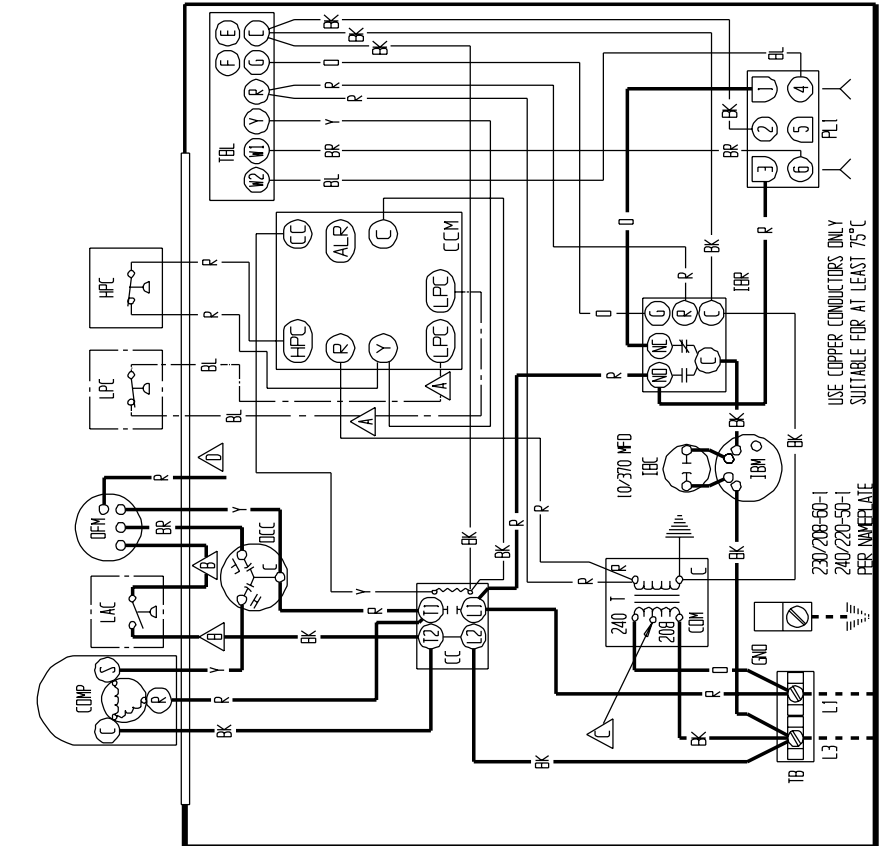 E
C
F
G
R
Y
W1
W2
TBL
BK
BK
BK
O
R
R
Y
BR
BL
BL
BK
BR
1
4
2
5
3
6
PL1
CC
ALR
C
CCM
HPC
R
Y
LPC
LPC
HPC
R
R
LPC
BL
BL
A
A
O
BK
R
R
O
IBR
G
R
C
NC
NO
C
R
BK
BK
USE COPPER CONDUCTORS ONLY
SUITABLE FOR AT LEAST 75°C
10/370 MFD
IBC
IBM
BK
230/208-60-1
240/220-50-1
PER NAMEPLATE
D
R
OFM
Y
BR
OCC
F
C
H
B
LAC
B
Y
R
BK
BK
BK
R
R
R
T1
L1
T2
L2
CC
R
R
R
C
240
T
208
COM
C
GND
COMP
S
R
C
Y
R
BK
O
R
BK
BK
TB
L1
L3